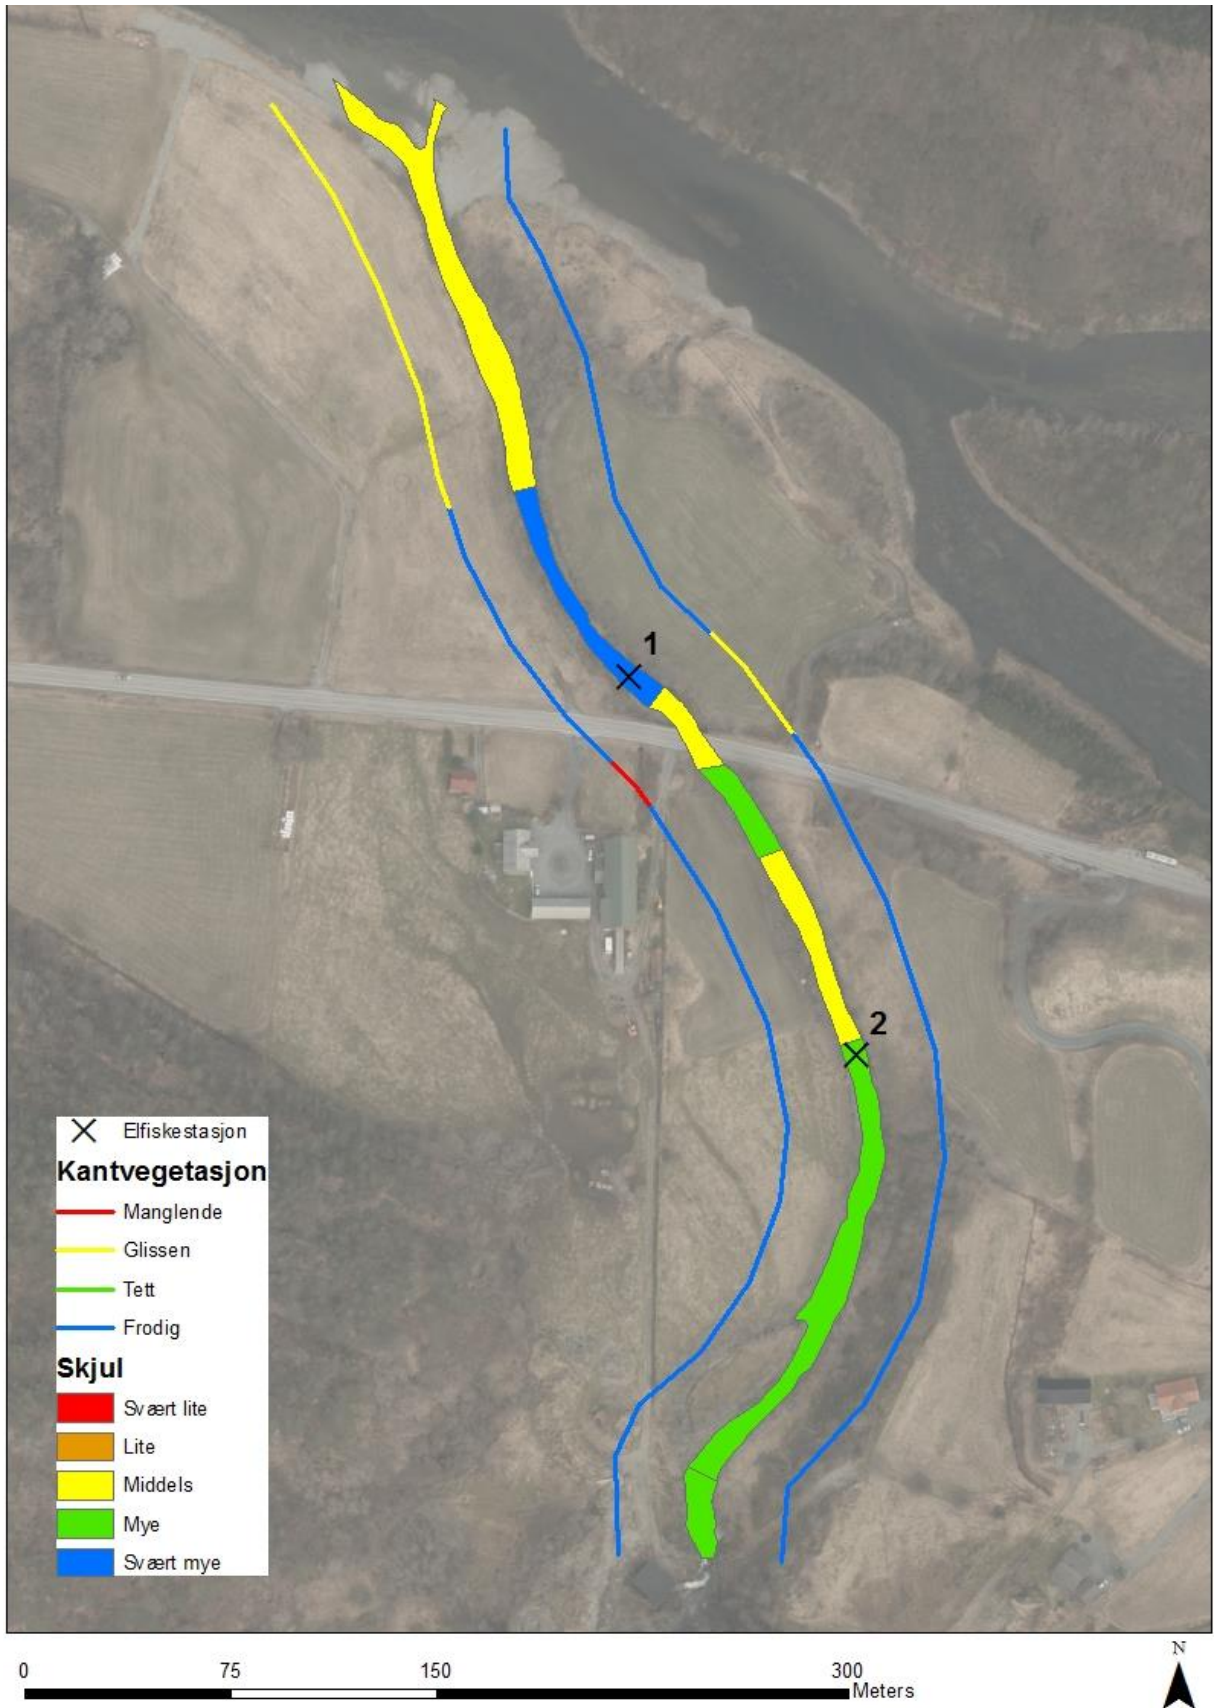 1
2
Elfiskestasjon
Kantvegetasjon
Manglende
Glissen
Tett
Frodig
Skjul
Svært lite
Lite
Middels
Mye
Svært mye
0 75 150 300
Meters
N